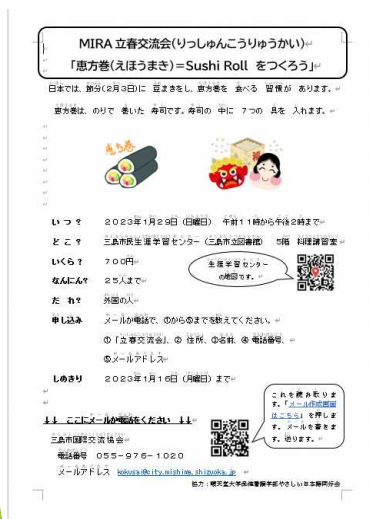 MIRA 立春交流会(りっしゅんこうりゅうかい)
「恵方巻(えほうまき)=Sushi Roll をつくろう」
日本では、節分(2月3日)に 豆まきをし、恵方巻を 食べる 習慣が あります。
恵方巻は、のりで 巻いた 寿司です。寿司の 中に 7つの 具を 入れます。
いつ? 2023年1月29日(日曜日) 午前11時から午後2時まで
どこ? 三島市民生涯学習センター(三島市立図書館) 5階 料理講習室
いくら? 700円
生涯学習センター
の地図です。
なんにん? 25人まで
だれ? 外国の人
申し込み メールか電話で、①から⑤までを教えてください。
①「立春交流会」、② 住所、③名前、④ 電話番号、
⑤メールアドレス
しめきり 2023年1月16日(月曜日)まで
これを読み取りま
す。「メール作成画面
はこちら」を押しま
す。メールを書きま
す。送ります。
↓↓ ここにメールか電話をください ↓↓
三島市国際交流協会
電話番号 055-976-1020
メールアドレス kokusai@city.mishima.shizuoka.jp
協力:順天堂大学保健看護学部やさしい日本語同好会